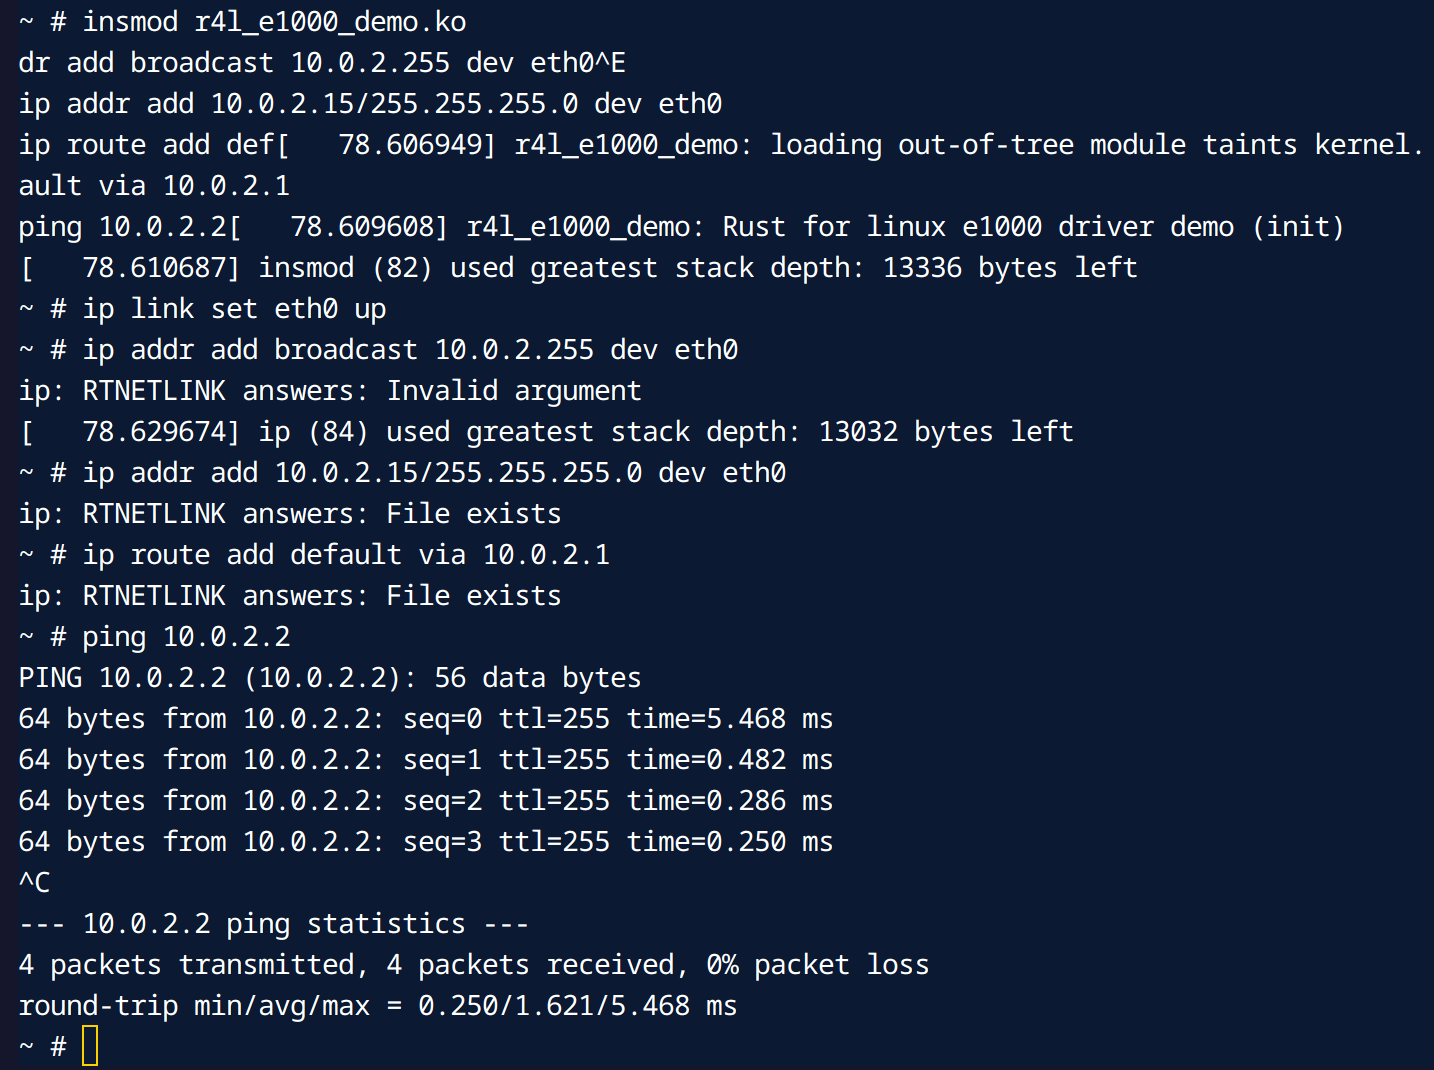 ~ # insmod r4l_e1000_demo.ko
dr add broadcast 10.0.2.255 dev eth0^E
ip addr add 10.0.2.15/255.255.255.0 dev eth0
ip route add def[   78.606949] r4l_e1000_demo: loading out-of-tree module taints kernel.
ault via 10.0.2.1
ping 10.0.2.2[   78.609608] r4l_e1000_demo: Rust for linux e1000 driver demo (init)
[   78.610687] insmod (82) used greatest stack depth: 13336 bytes left
~ # ip link set eth0 up
~ # ip addr add broadcast 10.0.2.255 dev eth0
ip: RTNETLINK answers: Invalid argument
[   78.629674] ip (84) used greatest stack depth: 13032 bytes left
~ # ip addr add 10.0.2.15/255.255.255.0 dev eth0
ip: RTNETLINK answers: File exists
~ # ip route add default via 10.0.2.1
ip: RTNETLINK answers: File exists
~ # ping 10.0.2.2
PING 10.0.2.2 (10.0.2.2): 56 data bytes
64 bytes from 10.0.2.2: seq=0 ttl=255 time=5.468 ms
64 bytes from 10.0.2.2: seq=1 ttl=255 time=0.482 ms
64 bytes from 10.0.2.2: seq=2 ttl=255 time=0.286 ms
64 bytes from 10.0.2.2: seq=3 ttl=255 time=0.250 ms
^C
--- 10.0.2.2 ping statistics ---
4 packets transmitted, 4 packets received, 0% packet loss
round-trip min/avg/max = 0.250/1.621/5.468 ms
~ #